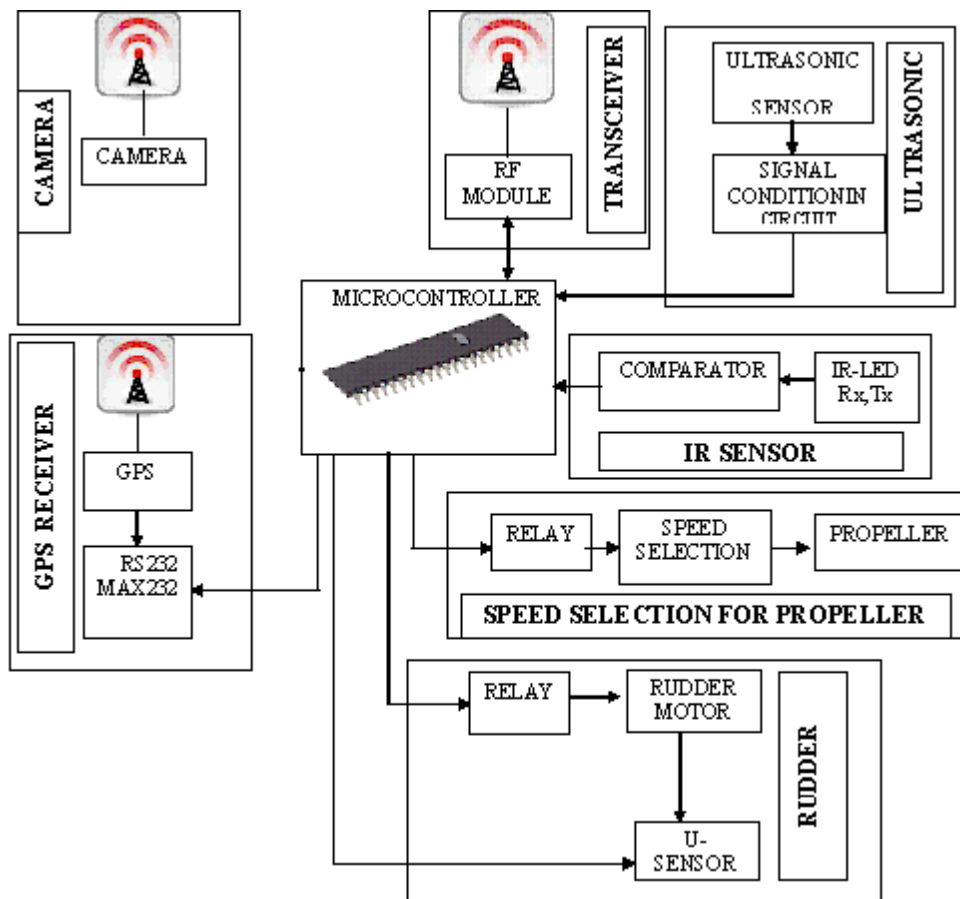 CAMERA
CAMERA
RF
MODULE
TRANSCEIVER
ULTRASONIC
SENSOR
SIGNAL
CONDITIONIN
CIRCUIT
ULTRASONIC
MICROCONTROLLER
GPS RECEIVER
GPS
RS232
MAX232
COMPARATOR
IR-LED
Rx,Tx
IR SENSOR
RELAY
SPEED
SELECTION
PROPELLER
SPEED SELECTION FOR PROPELLER
RELAY
RUDDER
MOTOR
U-
SENSOR
RUDDER